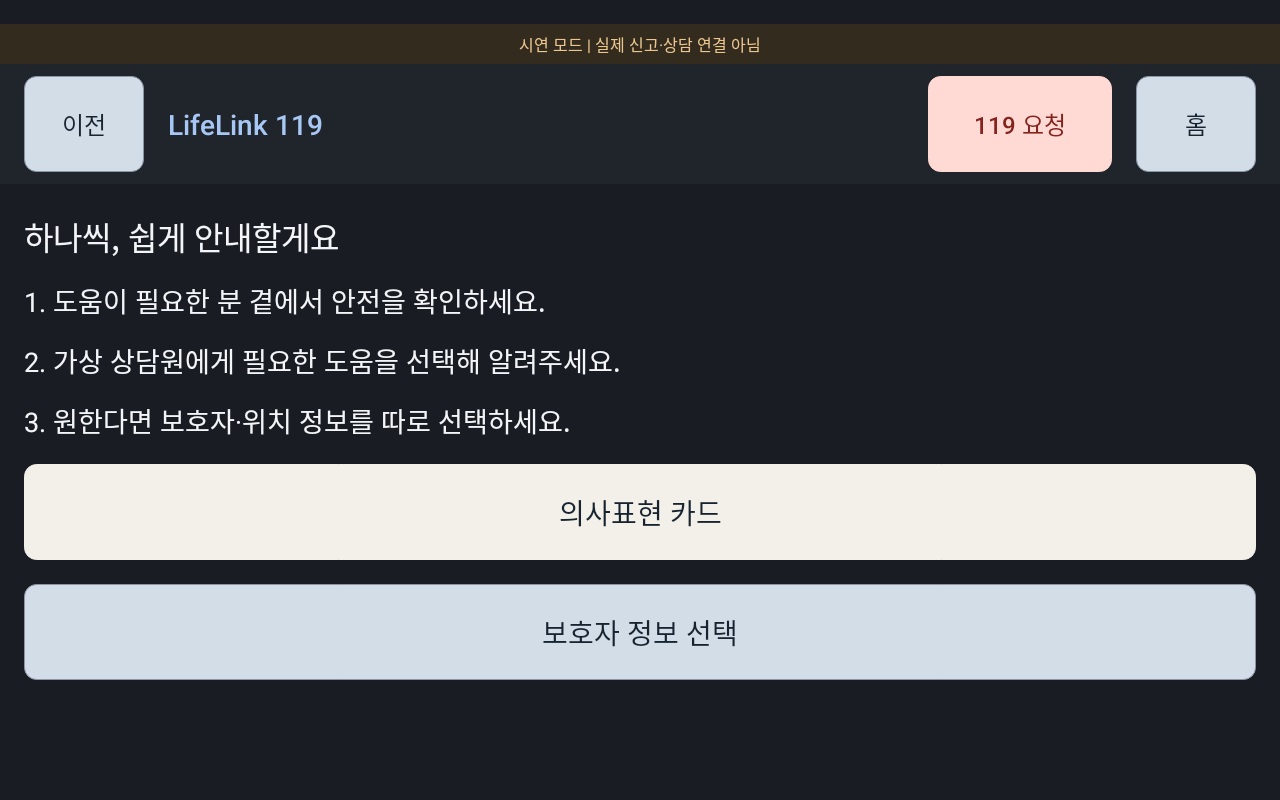 시연 모드 | 실제 신고·상담 연결 아님
이전
LifeLink 119
119 요청
홈
하나씩, 쉽게 안내할게요
1. 도움이 필요한 분 곁에서 안전을 확인하세요.
2. 가상 상담원에게 필요한 도움을 선택해 알려주세요.
3. 원한다면 보호자·위치 정보를 따로 선택하세요.
의사표현 카드
보호자 정보 선택